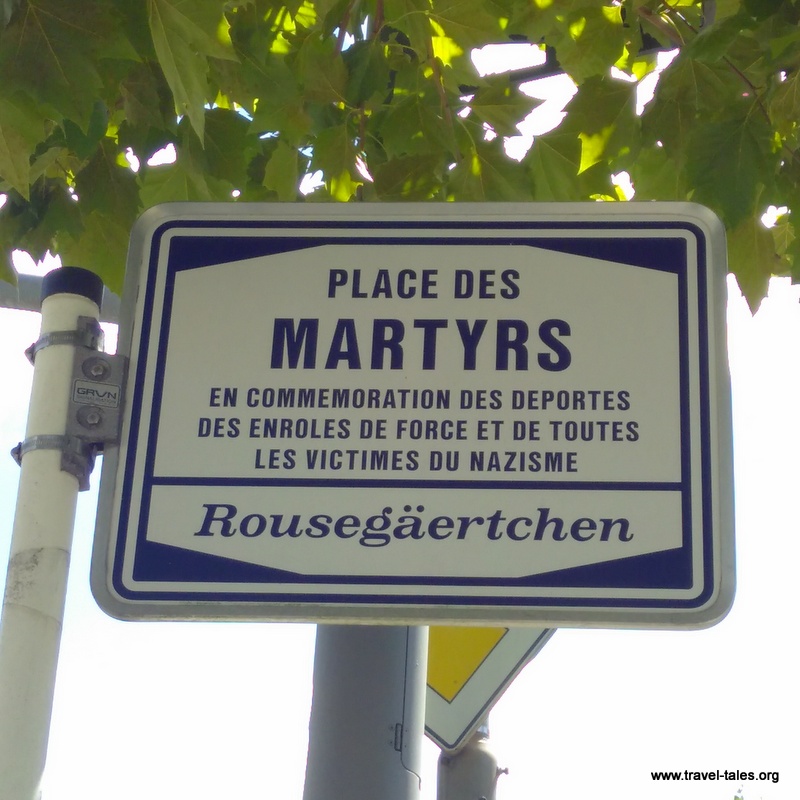 PLACE DES
MARTYRS
EN COMMEMORATION DES DEPORTES
DES ENROLES DE FORCE ET DE TOUTES
LES VICTIMES DU NAZISME
Rousegäertchen
GRVN
www.travel-tales.org